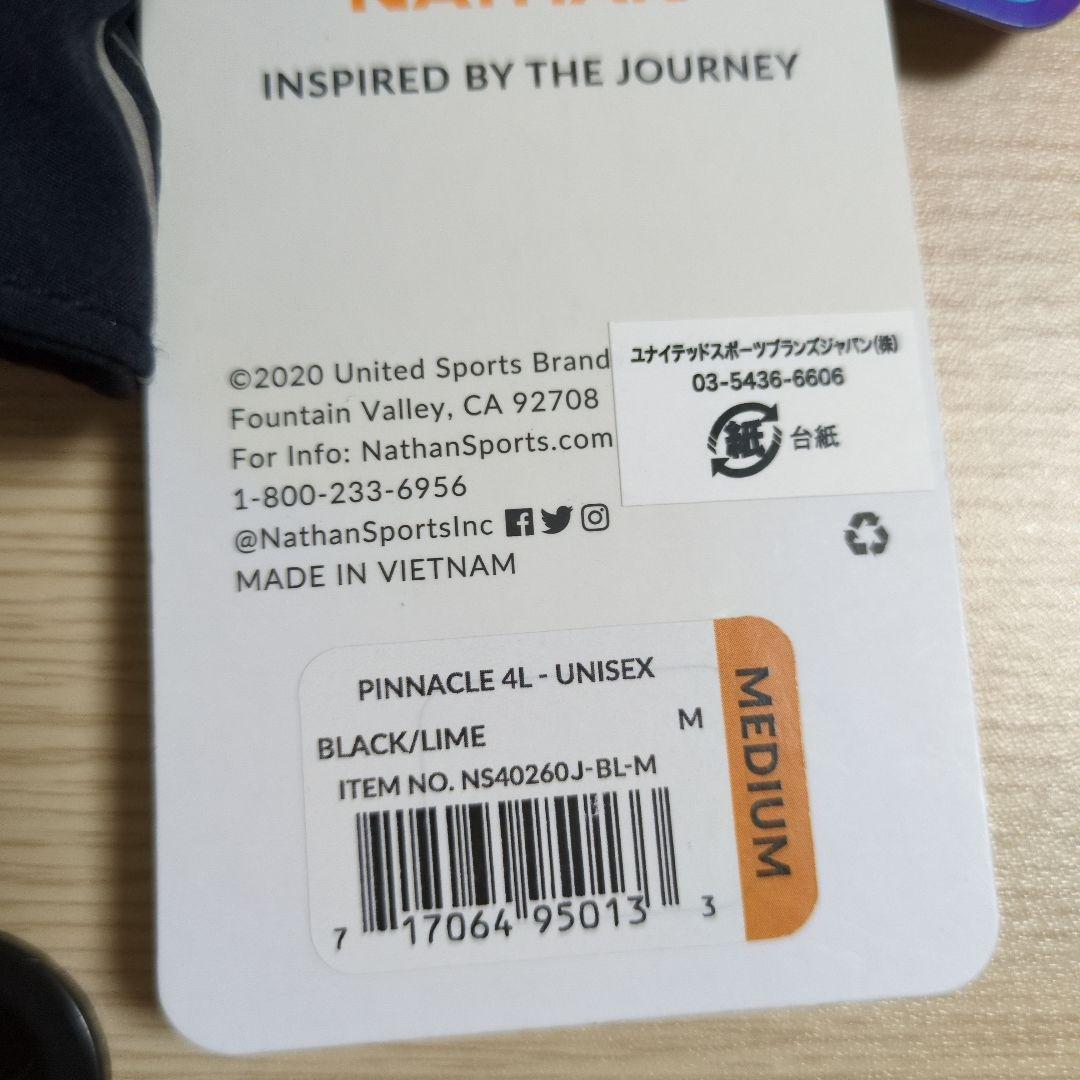 NATHAN
INSPIRED BY THE JOURNEY
©2020 United Sports Brand
Fountain Valley, CA 92708
For Info: NathanSports.com
1-800-233-6956
@NathanSportsInc
MADE IN VIETNAM
ユナイテッドスポーツブランズジャパン(株)
03-5436-6606
紙 台紙
PINNACLE 4L - UNISEX
BLACK/LIME M
ITEM NO. NS40260J-BL-M
7 17064 95013 3
MEDIUM